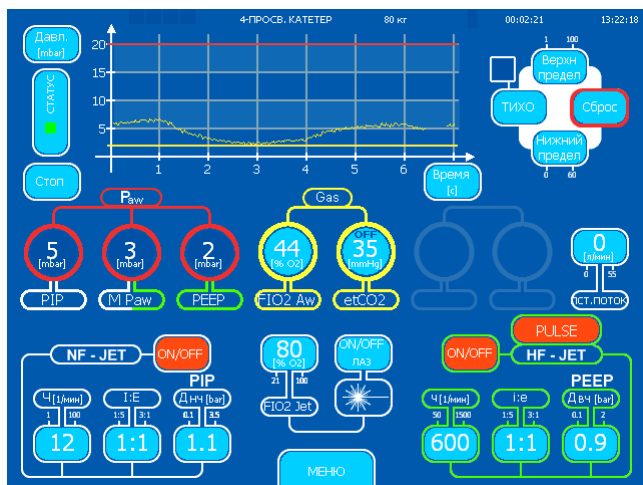 4-ПРОСВ. КАТЕТЕР 80 кг 00:02:21 13:22:18
Давл.
[mbar]
20
15
10
5
СТАТУС
Стоп
1 2 3 4 5 6 7
Время
[с]
1 100
Верхн
предел
ТИХО
Сброс
Нижний
предел
0 60
Paw
5
[mbar]
3
[mbar]
2
[mbar]
PIP
M Paw
PEEP
Gas
44
[% O2]
OFF
35
[mmHg]
FIO2 Aw
etCO2
0
[л/мин]
0 55
ПСТ.ПОТОК
NF - JET
ON/OFF
PIP
Ч [1/мин]
1 100
12
I:E
1:5 3:1
1:1
Д НЧ [bar]
0.1 3.5
1.1
80
[% O2]
21 100
FIO2 Jet
ON/OFF
ЛАЗ
МЕНЮ
PULSE
ON/OFF
HF - JET
PEEP
Ч [1/мин]
50 1500
600
i:e
1:5 3:1
1:1
Д ВЧ [bar]
0.1 2
0.9